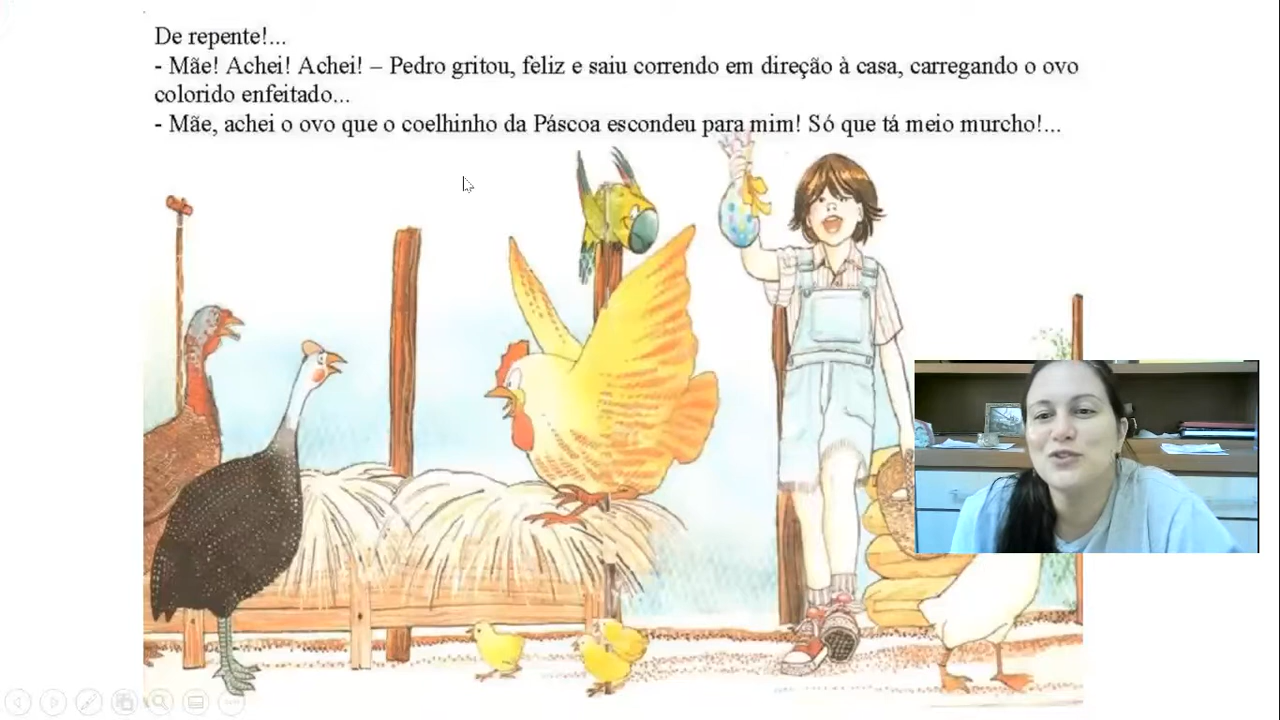 De repente!...
- Mãe! Achei! Achei! – Pedro gritou, feliz e saiu correndo em direção à casa, carregando o ovo
colorido enfeitado...
- Mãe, achei o ovo que o coelhinho da Páscoa escondeu para mim! Só que tá meio murcho!...